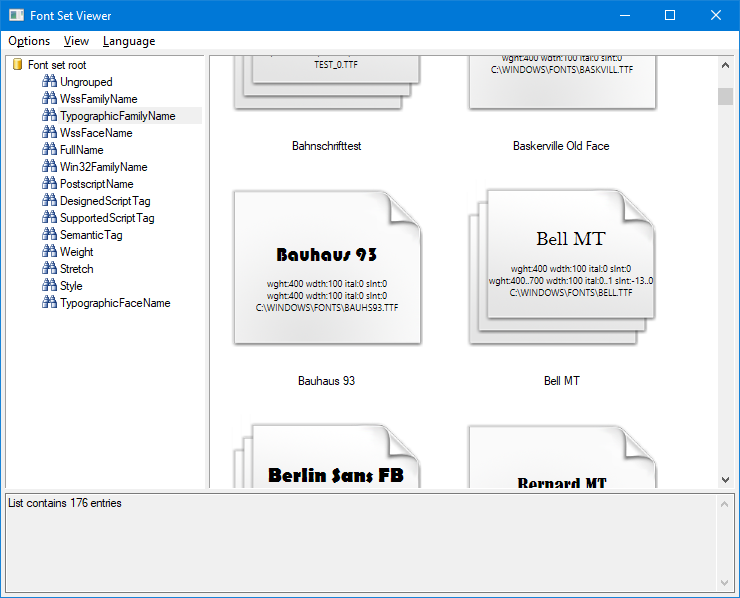 Font Set Viewer
Options View Language
Font set root
Ungrouped
WssFamilyName
TypographicFamilyName
WssFaceName
FullName
Win32FamilyName
PostscriptName
DesignedScriptTag
SupportedScriptTag
SemanticTag
Weight
Stretch
Style
TypographicFaceName
TEST_0.TTF
Bahnschrifttest
wght:400 wdth:100 ital:0 slnt:0
C:\WINDOWS\FONTS\BASKVILL.TTF
Baskerville Old Face
Bauhaus 93
wght:400 wdth:100 ital:0 slnt:0
wght:400 wdth:100 ital:0 slnt:0
C:\WINDOWS\FONTS\BAUHS93.TTF
Bauhaus 93
Bell MT
wght:400 wdth:100 ital:0 slnt:0
wght:400..700 wdth:100 ital:0..1 slnt:-13..0
C:\WINDOWS\FONTS\BELL.TTF
Bell MT
Berlin Sans FB
Bernard MT
List contains 176 entries